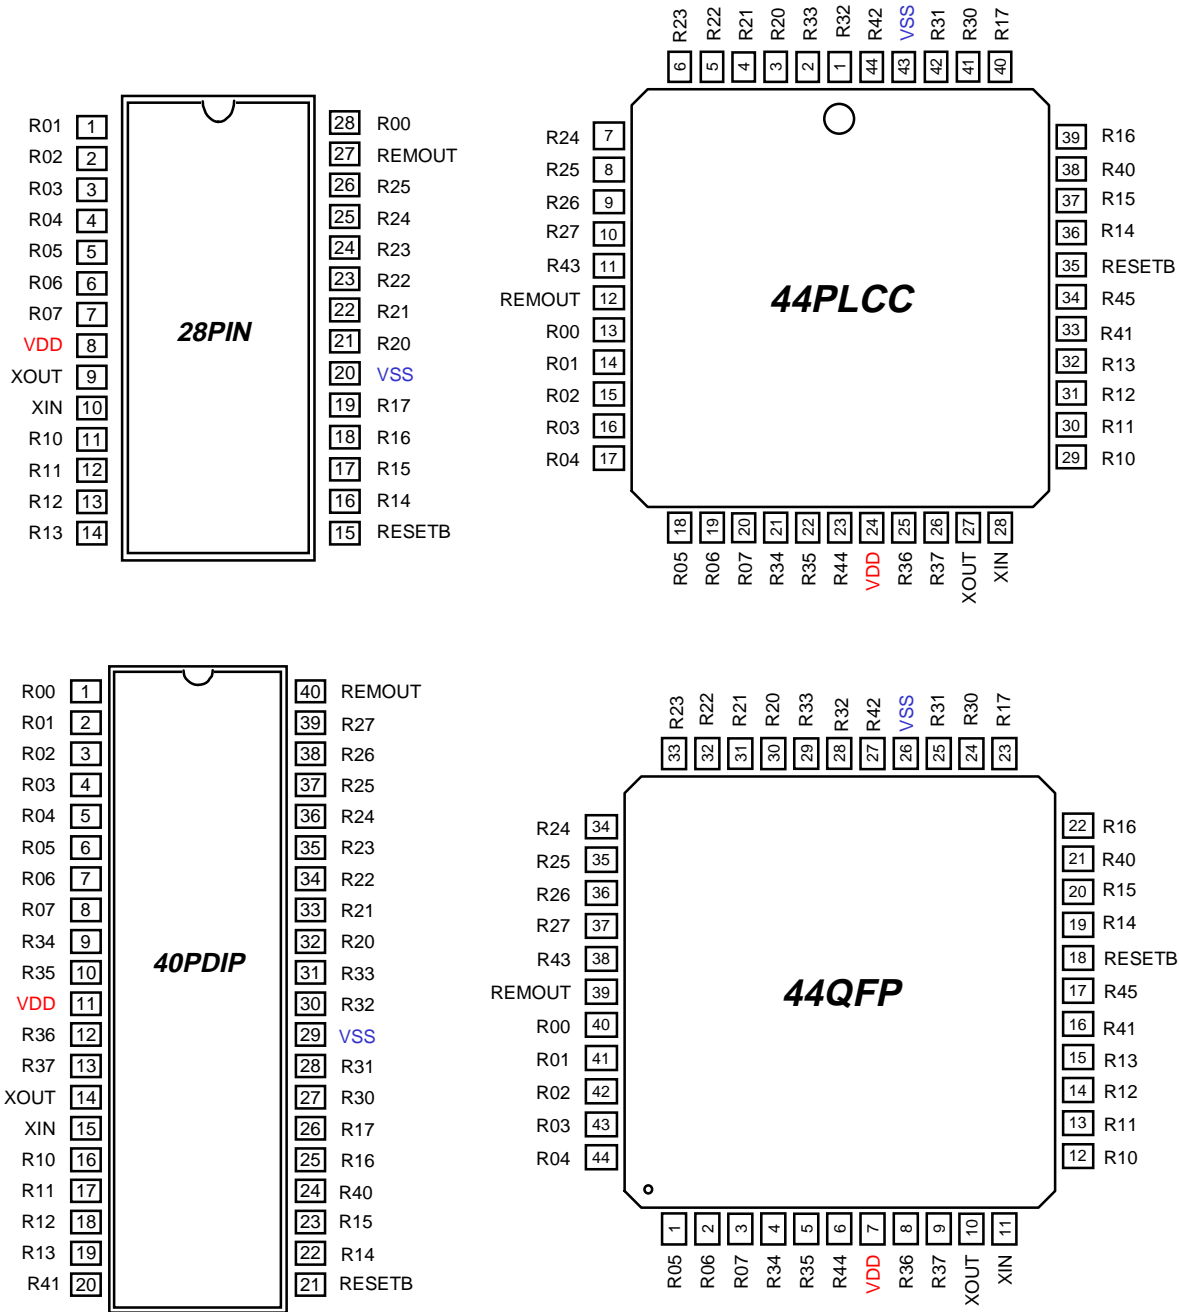 R01 1 28 R00
R02 2 27 REMOUT
R03 3 26 R25
R04 4 25 R24
R05 5 24 R23
R06 6 23 R22
R07 7 22 R21
VDD 8 21 R20
XOUT 9 20 VSS
XIN 10 19 R17
R10 11 18 R16
R11 12 17 R15
R12 13 16 R14
R13 14 15 RESETB
28PIN
R23 R22 R21 R20 R33 R32 R42 VSS R31 R30 R17
6 5 4 3 2 1 44 43 42 41 40
R24 7 39 R16
R25 8 38 R40
R26 9 37 R15
R27 10 36 R14
R43 11 35 RESETB
REMOUT 12 34 R45
R00 13 33 R41
R01 14 32 R13
R02 15 31 R12
R03 16 30 R11
R04 17 29 R10
44PLCC
18 19 20 21 22 23 24 25 26 27 28
R05 R06 R07 R34 R35 R44 VDD R36 R37 XOUT XIN
R00 1 40 REMOUT
R01 2 39 R27
R02 3 38 R26
R03 4 37 R25
R04 5 36 R24
R05 6 35 R23
R06 7 34 R22
R07 8 33 R21
R34 9 32 R20
R35 10 31 R33
VDD 11 30 R32
R36 12 29 VSS
R37 13 28 R31
XOUT 14 27 R30
XIN 15 26 R17
R10 16 25 R16
R11 17 24 R40
R12 18 23 R15
R13 19 22 R14
R41 20 21 RESETB
40PDIP
R23 R22 R21 R20 R33 R32 R42 VSS R31 R30 R17
33 32 31 30 29 28 27 26 25 24 23
R24 34 22 R16
R25 35 21 R40
R26 36 20 R15
R27 37 19 R14
R43 38 18 RESETB
REMOUT 39 17 R45
R00 40 16 R41
R01 41 15 R13
R02 42 14 R12
R03 43 13 R11
R04 44 12 R10
44QFP
1 2 3 4 5 6 7 8 9 10 11
R05 R06 R07 R34 R35 R44 VDD R36 R37 XOUT XIN